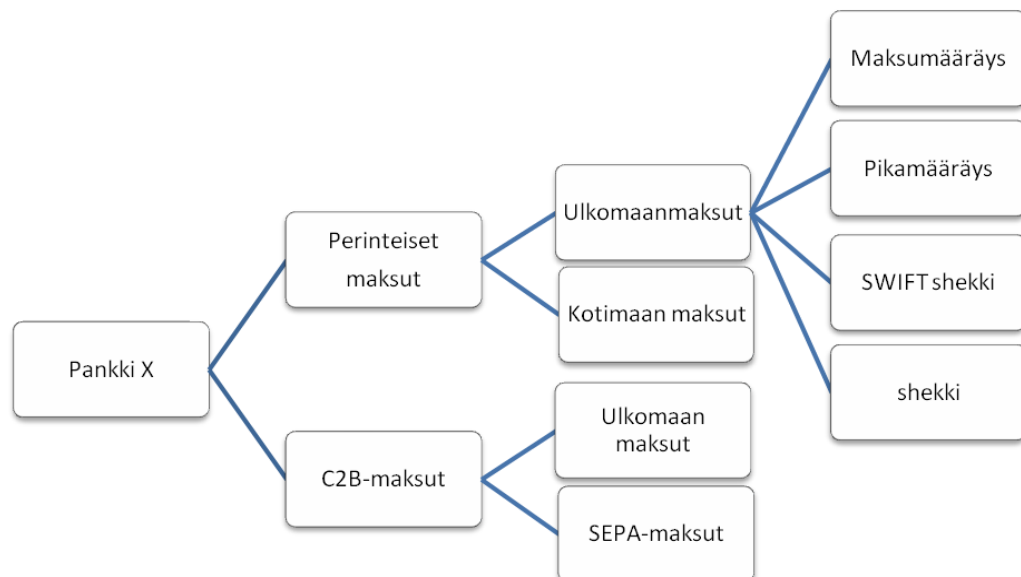 Maksumääräys
Pikamääräys
Ulkomaanmaksut
Perinteiset
maksut
SWIFT shekki
Kotimaan maksut
Pankki X
shekki
Ulkomaan
maksut
C2B-maksut
SEPA-maksut